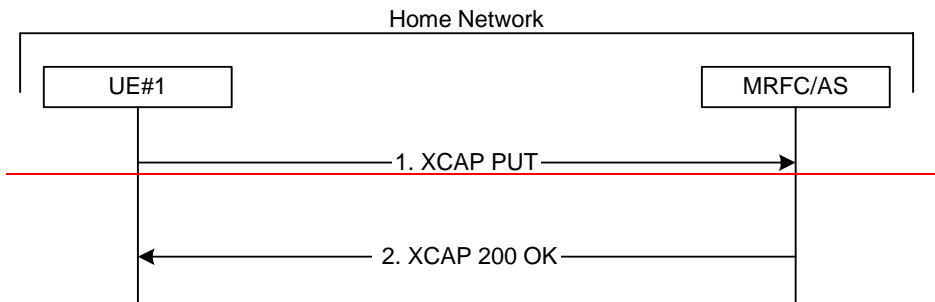 Home Network
UE#1
MRFC/AS
1. XCAP PUT
2. XCAP 200 OK